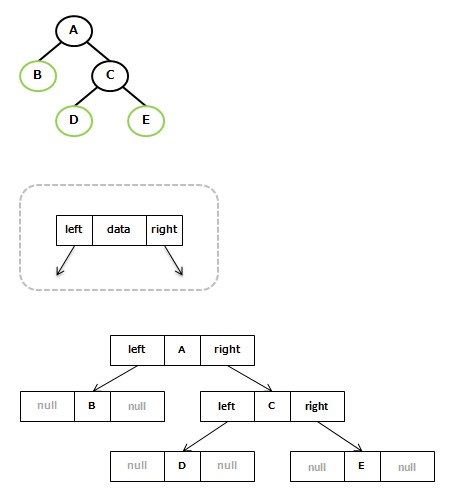 A
B C
D E
left data right
left A right
null B null left C right
null D null null E null